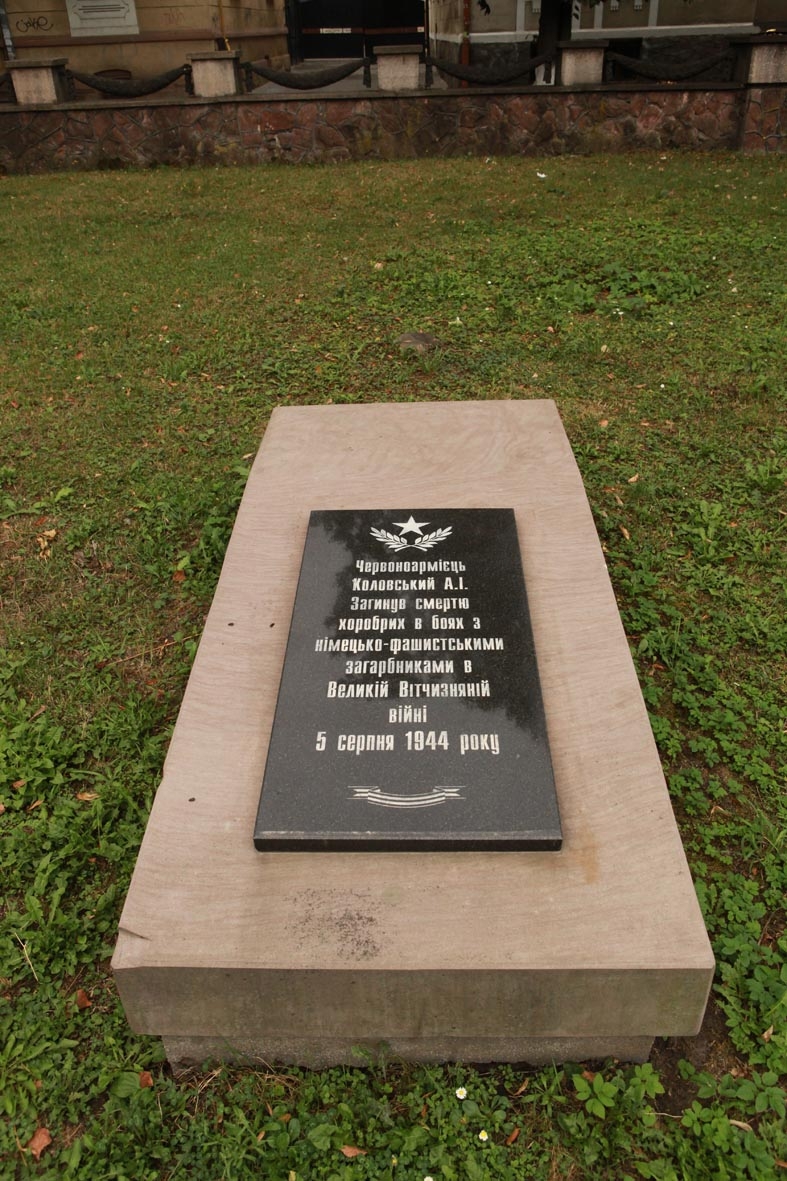 Червоноармієць
Коловський А.І.
Загинув смертю
хоробрих в боях з
німецько-фашистськими
загарбниками в
Великій Вітчизняній
війні
5 серпня 1944 року